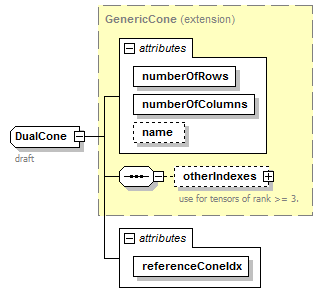 GenericCone (extension)
attributes
numberOfRows
numberOfColumns
name
DualCone
draft
otherIndexes
use for tensors of rank >= 3.
attributes
referenceConeIdx